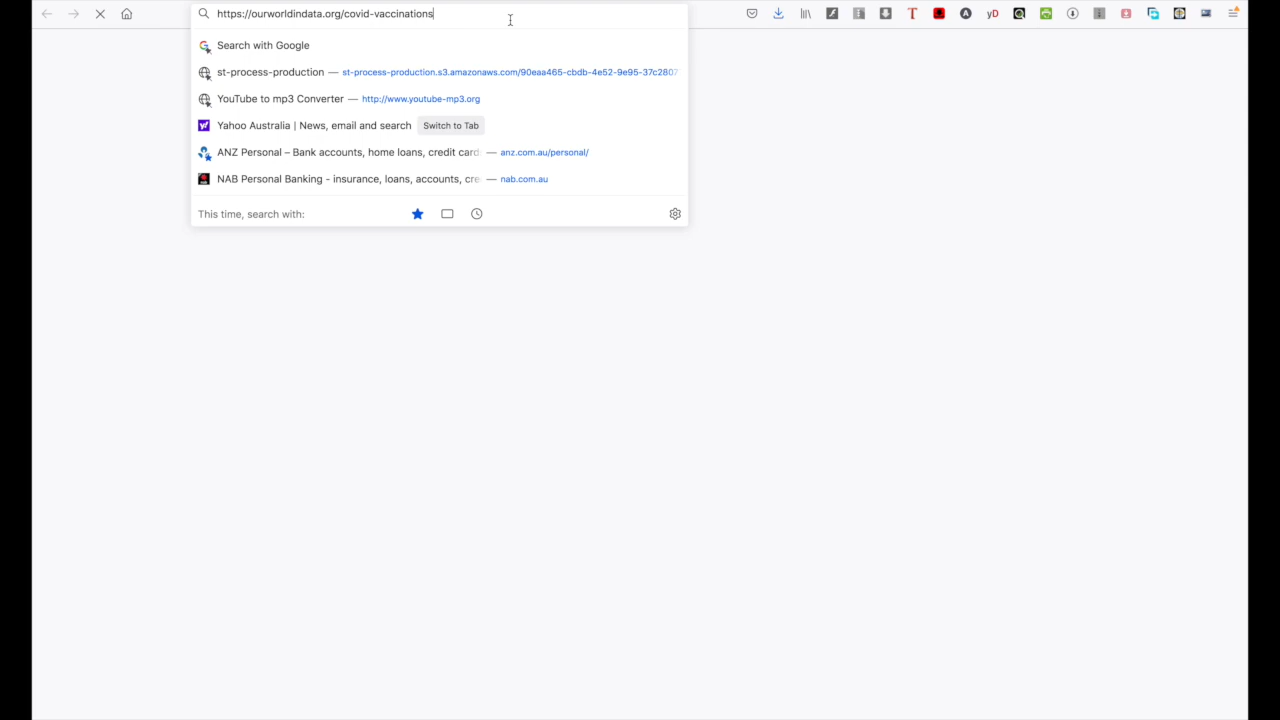 https://ourworldindata.org/covid-vaccinations
Search with Google
st-process-production — st-process-production.s3.amazonaws.com/90eaa465-cbdb-4e52-9e95-37c2807
YouTube to mp3 Converter — http://www.youtube-mp3.org
Yahoo Australia | News, email and search Switch to Tab
ANZ Personal – Bank accounts, home loans, credit card — anz.com.au/personal/
NAB Personal Banking - insurance, loans, accounts, cre — nab.com.au
This time, search with: